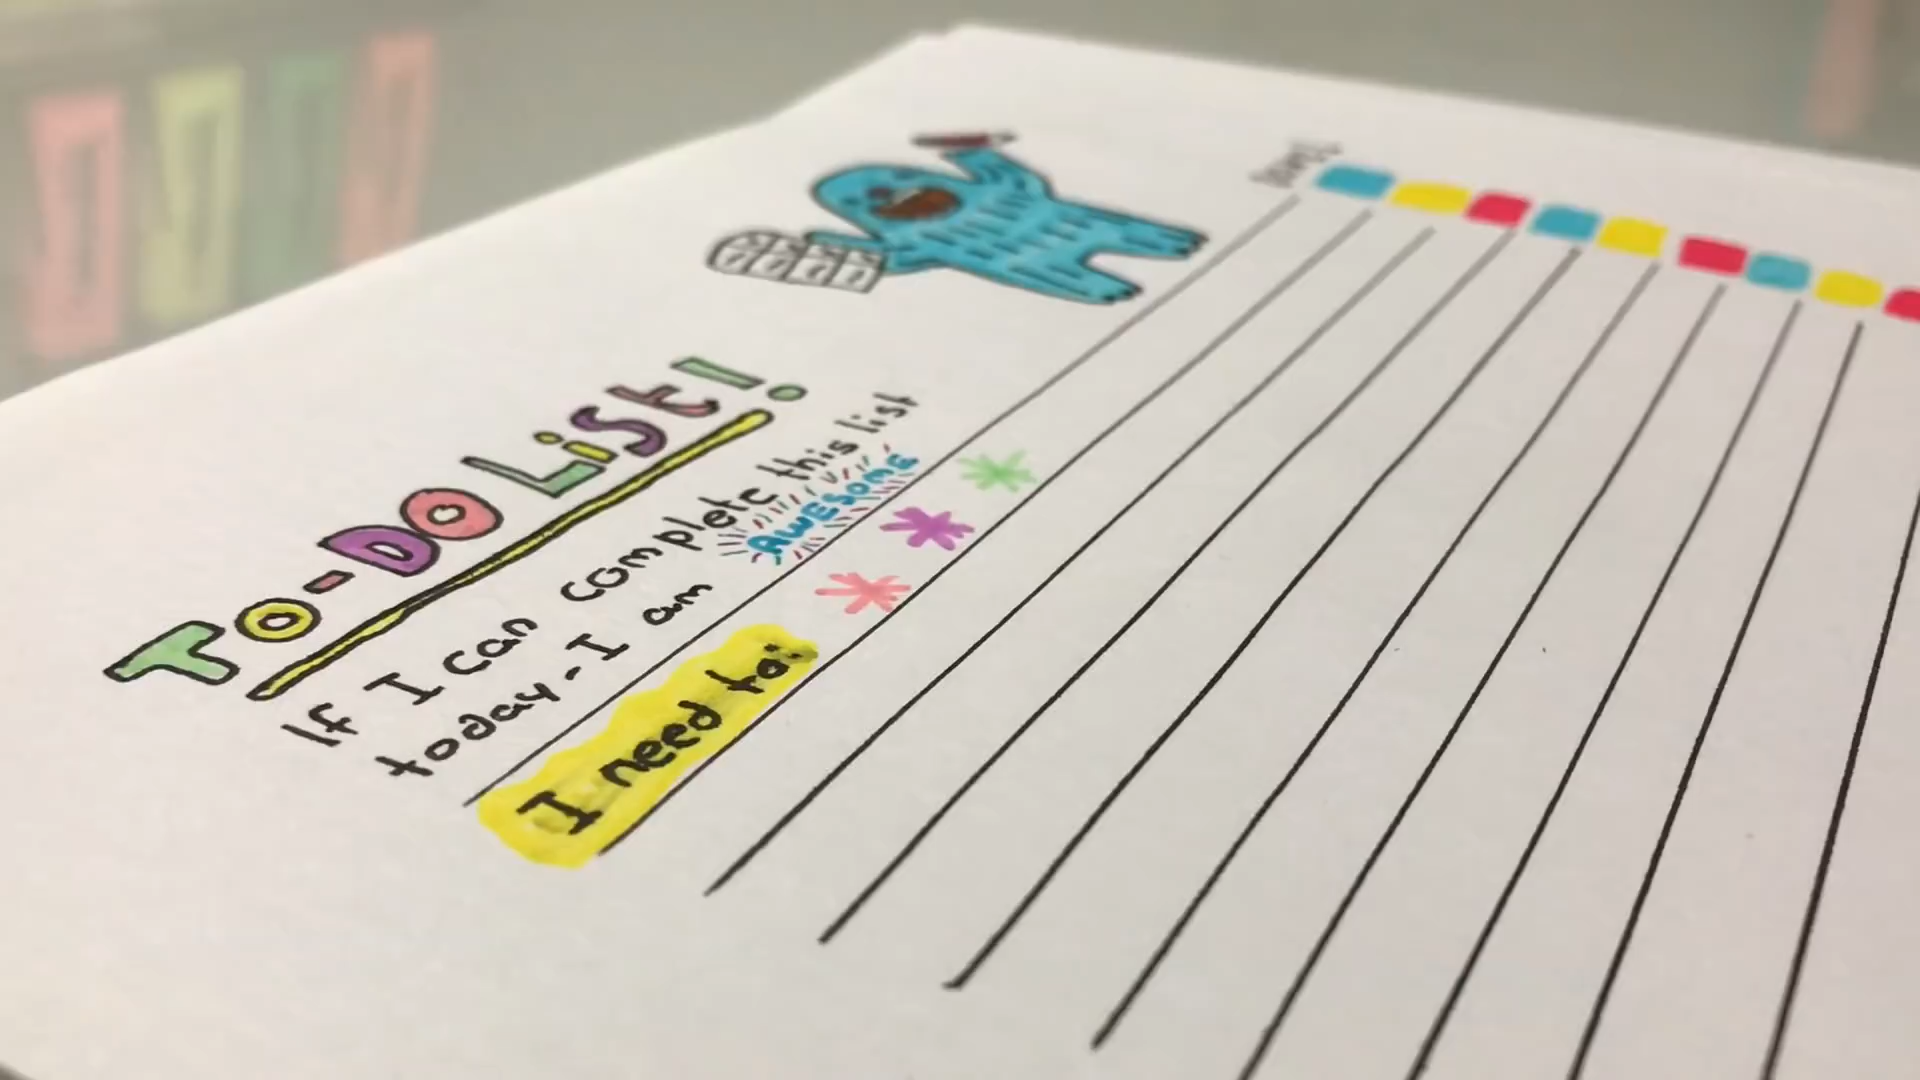 To-Do List!
If I can complete this list
today - I am AWESOME
I need to: